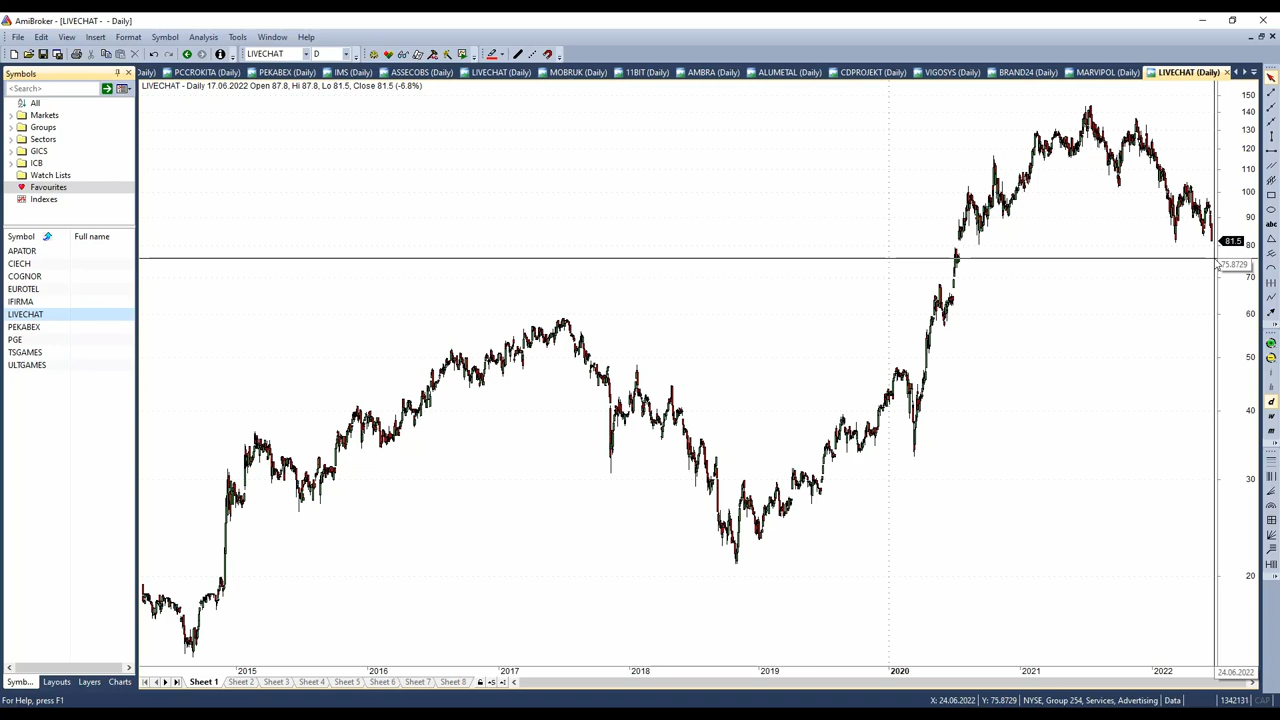 AmiBroker - [LIVECHAT - - Daily]
File Edit View Insert Format Symbol Analysis Tools Window Help
LIVECHAT D
Symbols
(Daily) PCCROKITA (Daily) PEKABEX (Daily) IMS (Daily) ASSECOBS (Daily) LIVECHAT (Daily) MOBRUK (Daily) 11BIT (Daily) AMBRA (Daily) ALUMETAL (Daily) CDPROJEKT (Daily) VIGOSYS (Daily) BRAND24 (Daily) MARVIPOL (Daily) LIVECHAT (Daily)
<Search>
LIVECHAT - Daily 17.06.2022 Open 87.8, Hi 87.8, Lo 81.5, Close 81.5 (-6.8%)
All
Markets
Groups
Sectors
GICS
ICB
Watch Lists
Favourites
Indexes
Symbol Full name
APATOR
CIECH
COGNOR
EUROTEL
IFIRMA
LIVECHAT
PEKABEX
PGE
TSGAMES
ULTGAMES
150
140
130
120
110
100
90
81.5
80
75.8729
70
60
50
40
30
20
abc
d
w
m
2015 2016 2017 2018 2019 2020 2021 2022
24.06.2022
Symb... Layouts Layers Charts
Sheet 1 Sheet 2 Sheet 3 Sheet 4 Sheet 5 Sheet 6 Sheet 7 Sheet 8
For Help, press F1
X: 24.06.2022 Y: 75.8729 NYSE, Group 254, Services, Advertising Data 1342131 CAP